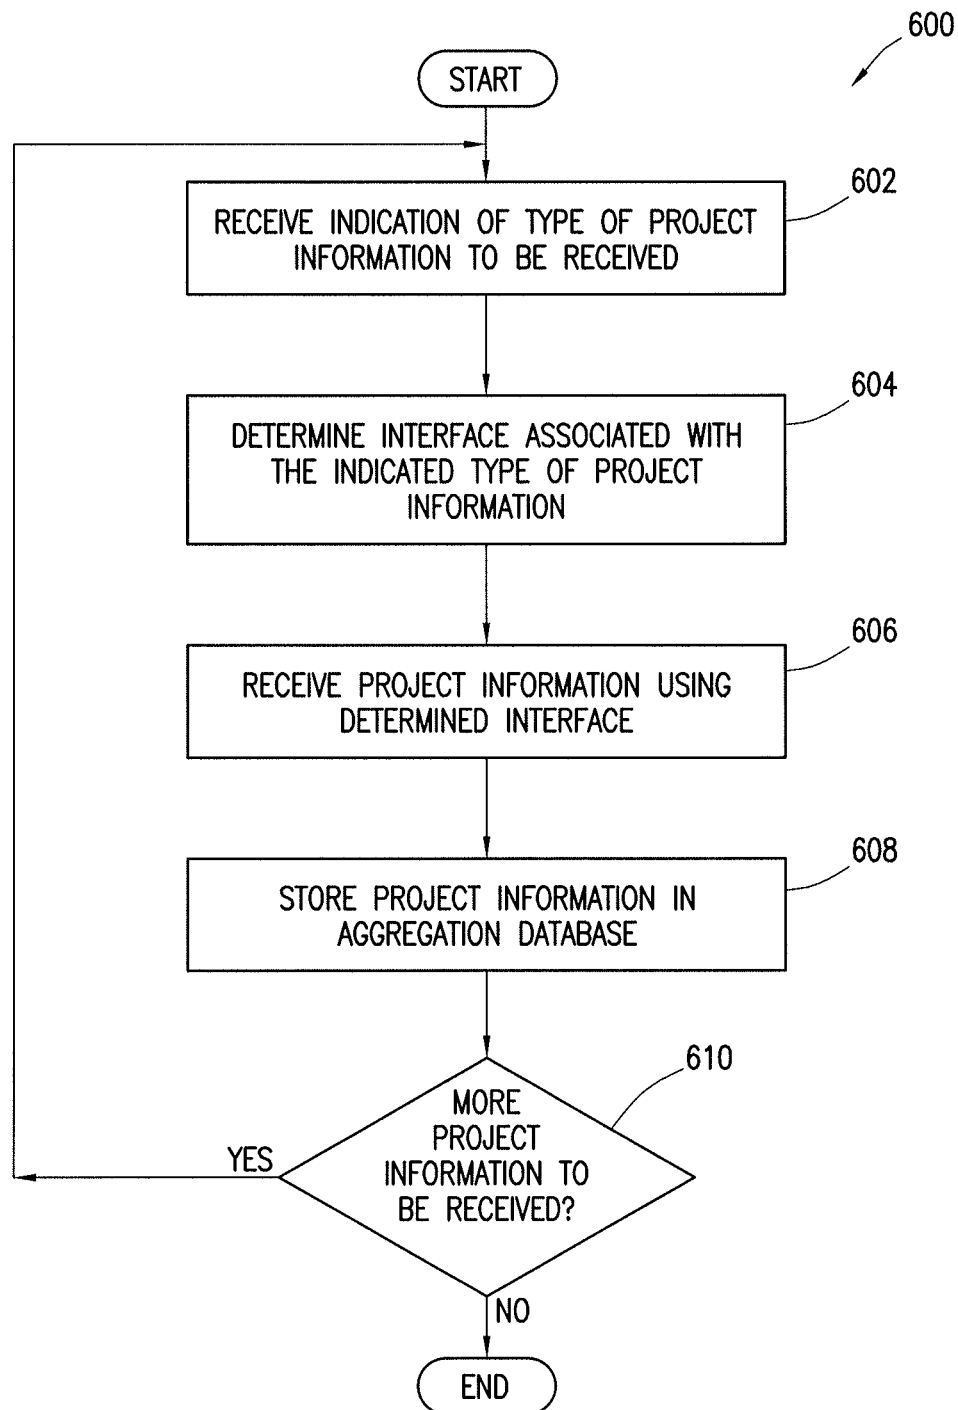 600
START
602
RECEIVE INDICATION OF TYPE OF PROJECT
INFORMATION TO BE RECEIVED
604
DETERMINE INTERFACE ASSOCIATED WITH
THE INDICATED TYPE OF PROJECT
INFORMATION
606
RECEIVE PROJECT INFORMATION USING
DETERMINED INTERFACE
608
STORE PROJECT INFORMATION IN
AGGREGATION DATABASE
610
MORE
PROJECT
INFORMATION TO
BE RECEIVED?
YES
NO
END